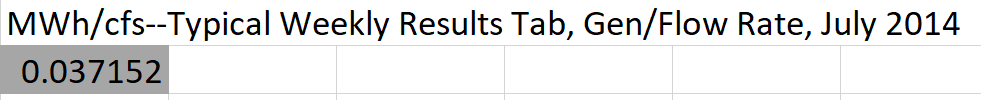 MWh/cfs--Typical Weekly Results Tab, Gen/Flow Rate, July 2014
0.037152